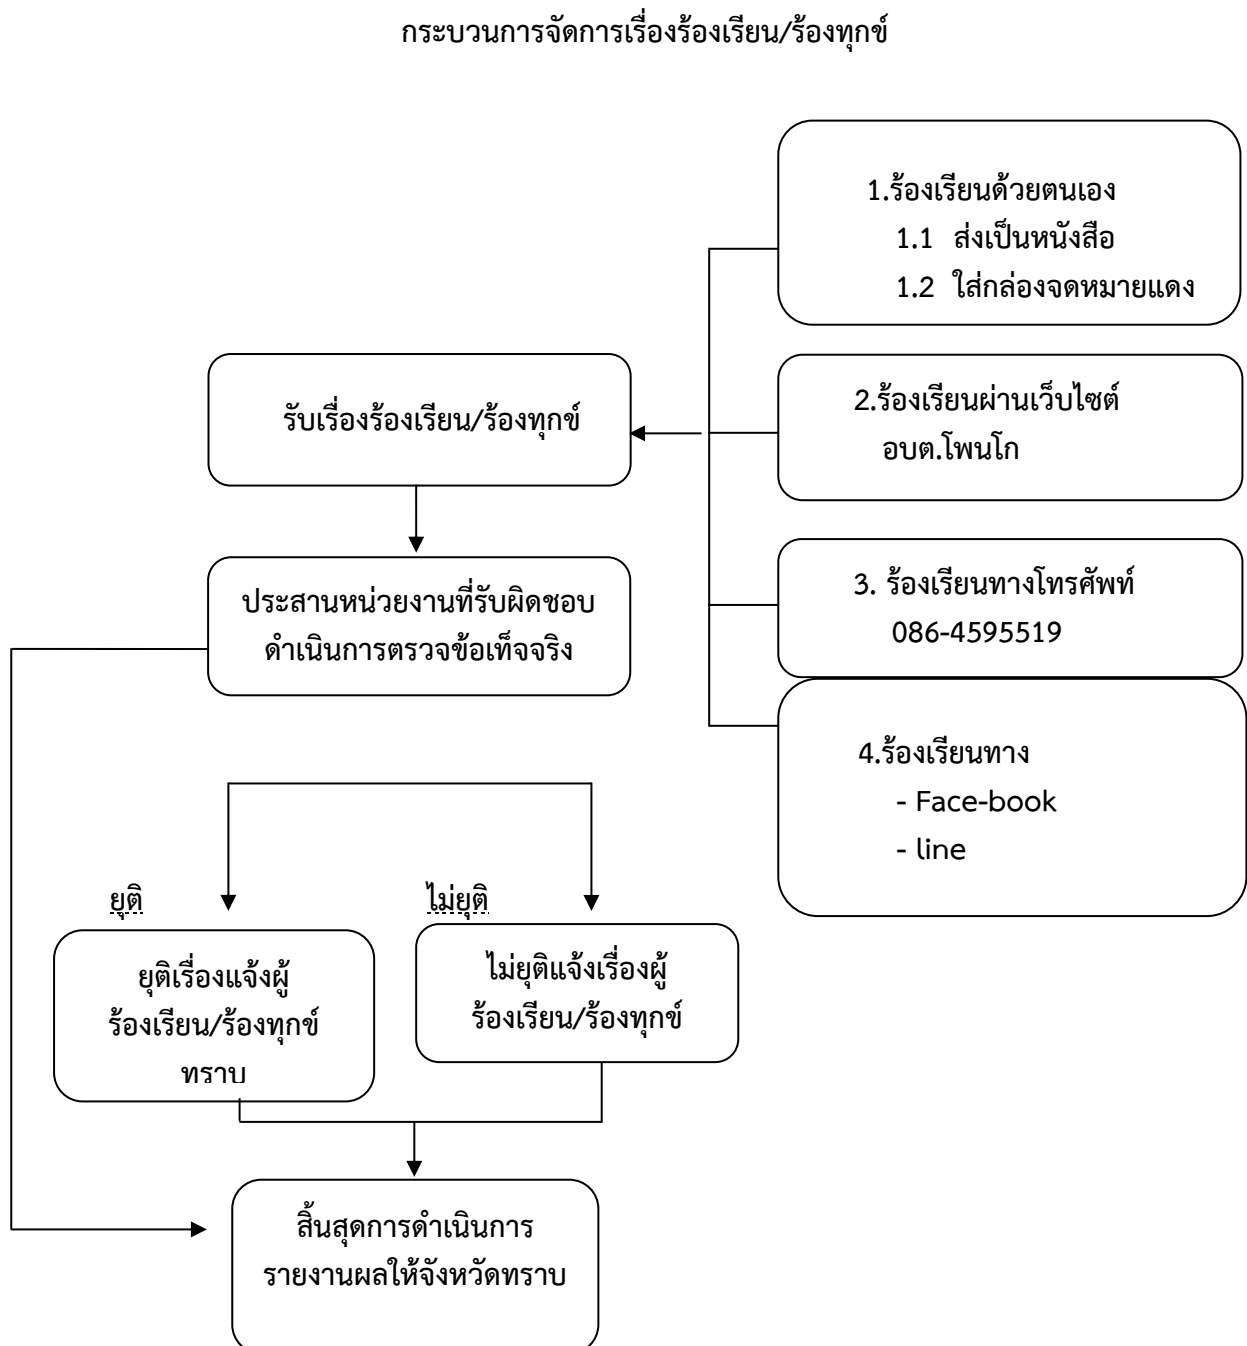 กระบวนการจัดการเรื่องร้องเรียน/ร้องทุกข์
1.ร้องเรียนด้วยตนเอง
1.1 ส่งเป็นหนังสือ
1.2 ใส่กล่องจดหมายแดง
รับเรื่องร้องเรียน/ร้องทุกข์
2.ร้องเรียนผ่านเว็บไซต์
อบต.โพนโก
ประสานหน่วยงานที่รับผิดชอบ
ดำเนินการตรวจข้อเท็จจริง
3. ร้องเรียนทางโทรศัพท์
086-4595519
4.ร้องเรียนทาง
- Face-book
- line
ยุติ
ไม่ยุติ
ยุติเรื่องแจ้งผู้
ร้องเรียน/ร้องทุกข์
ทราบ
ไม่ยุติแจ้งเรื่องผู้
ร้องเรียน/ร้องทุกข์
สิ้นสุดการดำเนินการ
รายงานผลให้จังหวัดทราบ